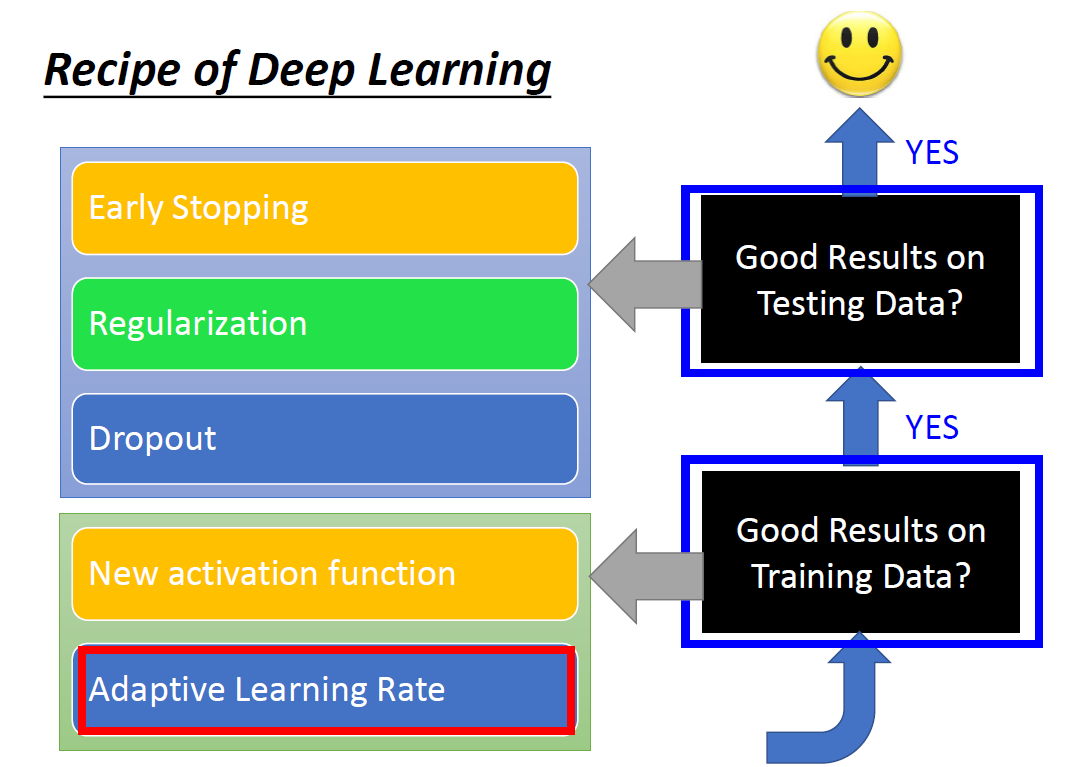 Recipe of Deep Learning
YES
Early Stopping
Good Results on
Testing Data?
Regularization
Dropout
YES
New activation function
Good Results on
Training Data?
Adaptive Learning Rate